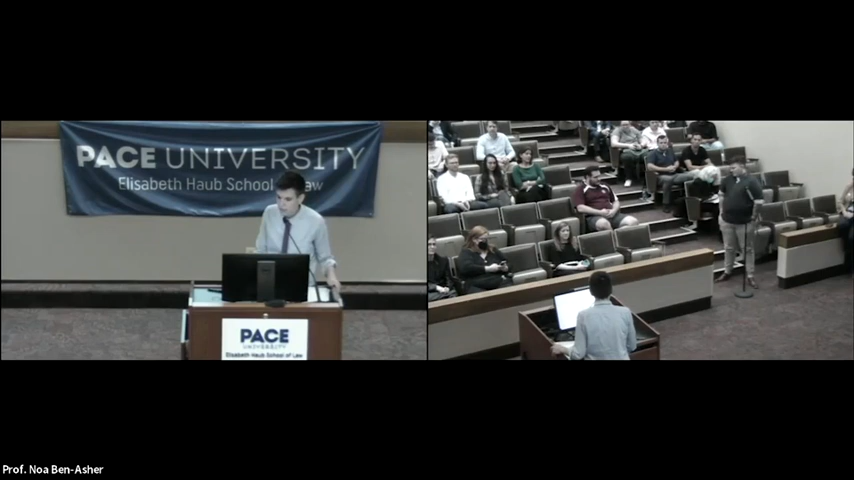 PACE UNIVERSITY
Elisabeth Haub School of Law
PACE
UNIVERSITY
Elisabeth Haub School of Law
Prof. Noa Ben-Asher